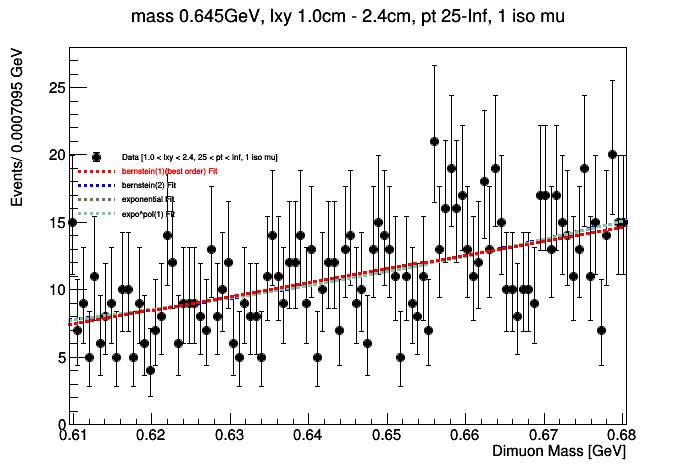 mass 0.645GeV, lxy 1.0cm - 2.4cm, pt 25-Inf, 1 iso mu
Events/ 0.0007095 GeV
25
20
15
10
5
0
Data [1.0 < lxy < 2.4, 25 < pt < Inf, 1 iso mu]
bernstein(1)(best order) Fit
bernstein(2) Fit
exponential Fit
expo*pol(1) Fit
0.61 0.62 0.63 0.64 0.65 0.66 0.67 0.68
Dimuon Mass [GeV]